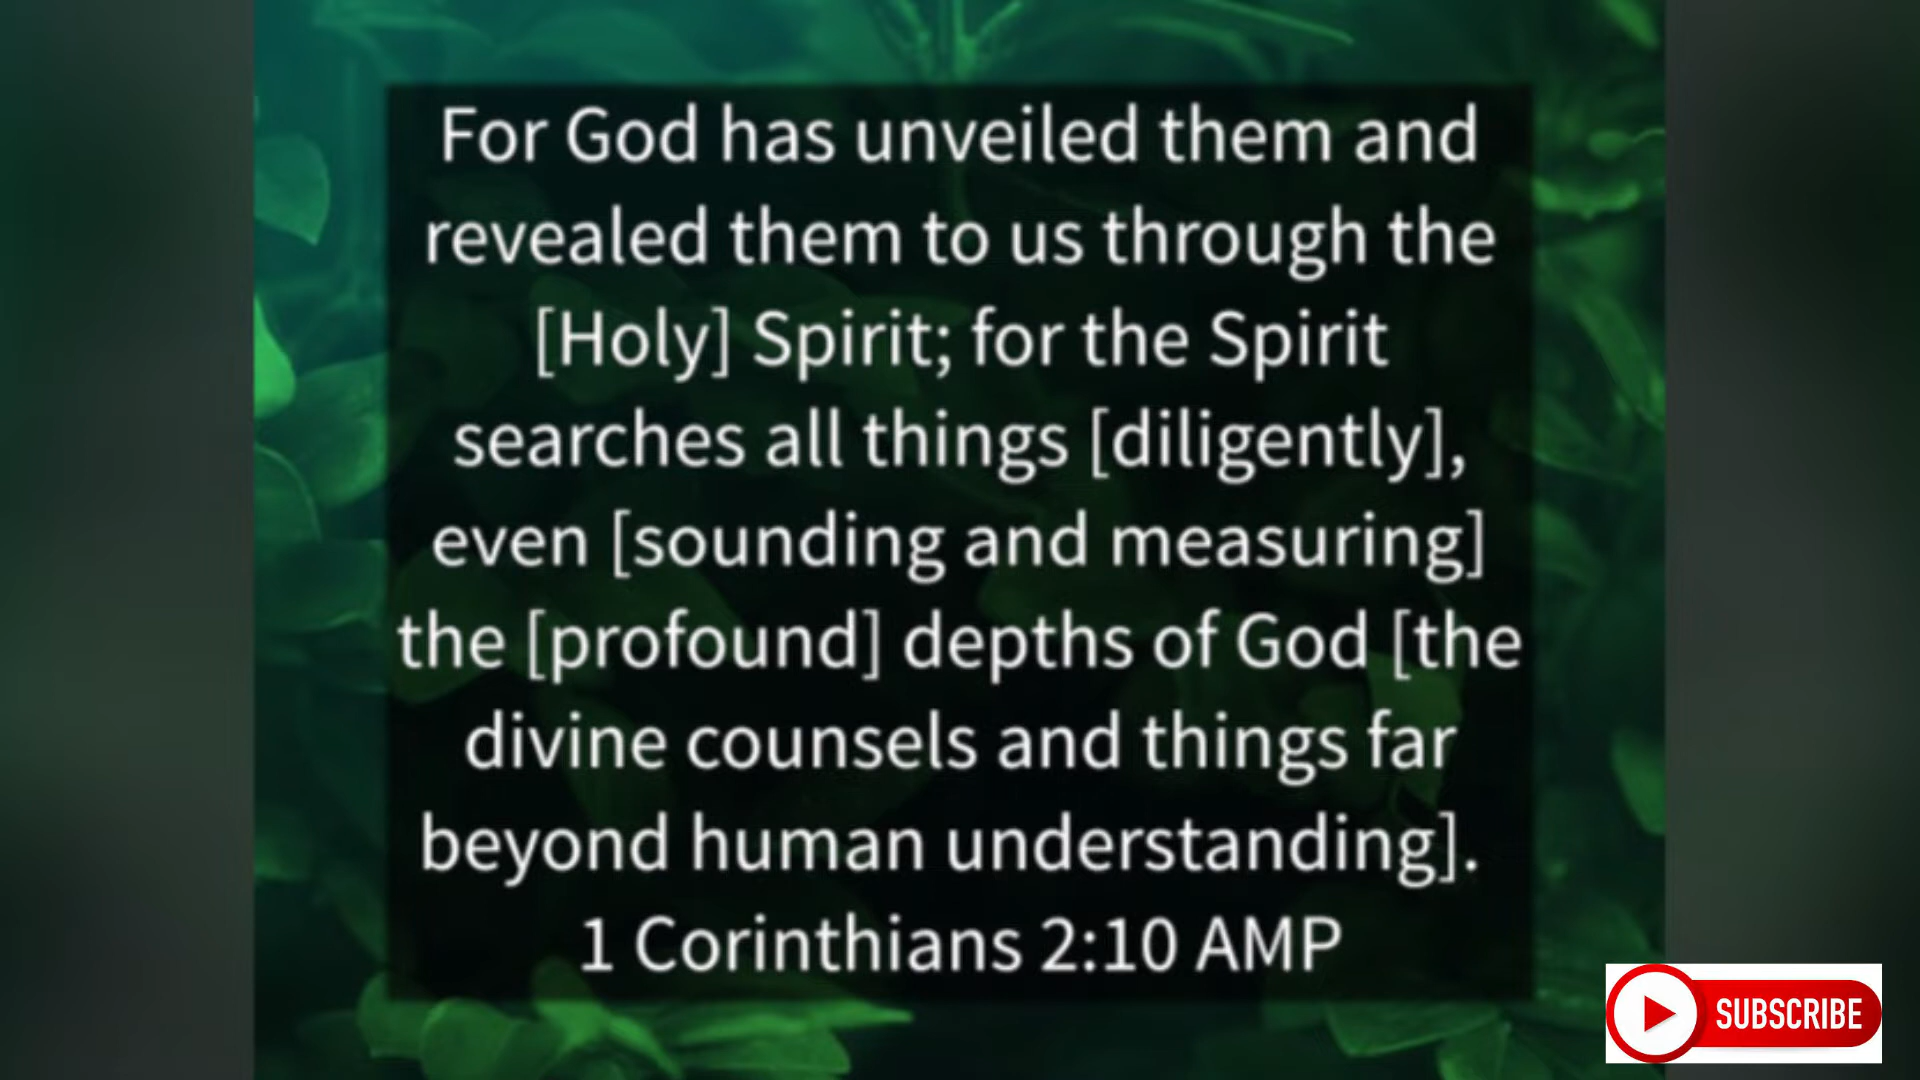 For God has unveiled them and
revealed them to us through the
[Holy] Spirit; for the Spirit
searches all things [diligently],
even [sounding and measuring]
the [profound] depths of God [the
divine counsels and things far
beyond human understanding].
1 Corinthians 2:10 AMP
SUBSCRIBE